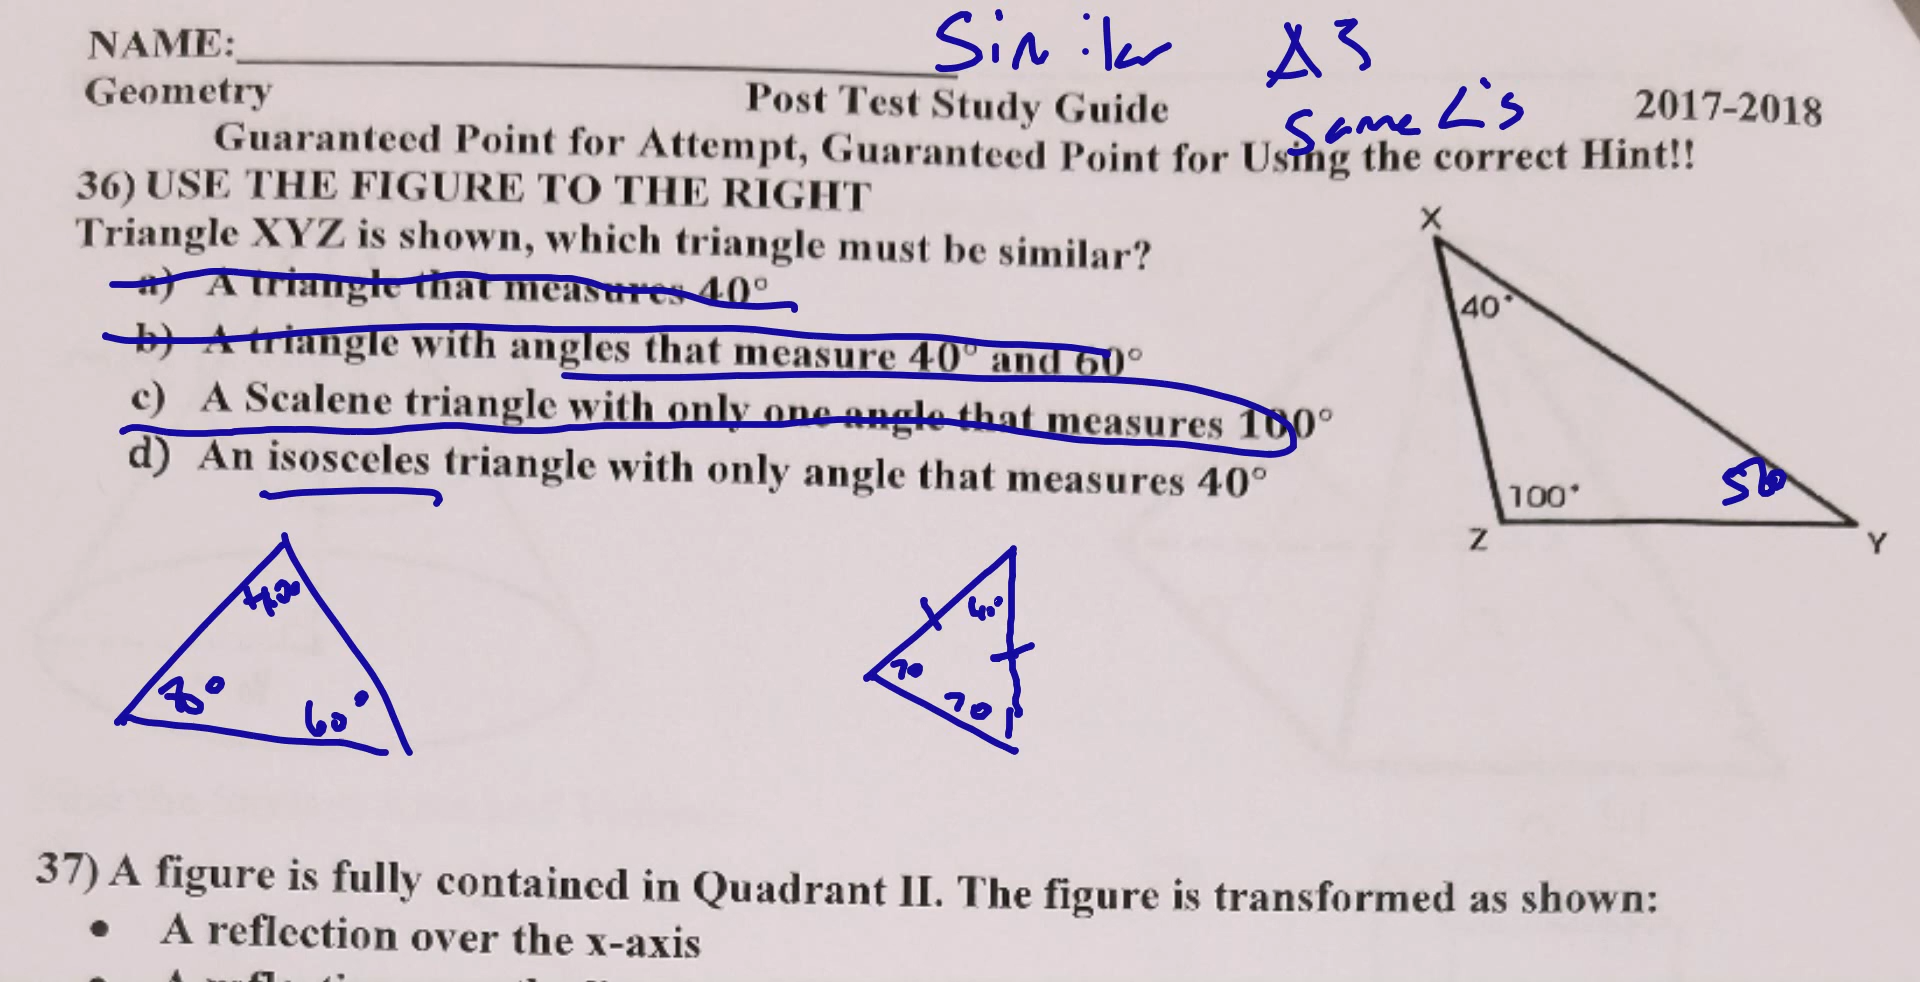 Similar Δs
NAME:
same ∠'s
Geometry Post Test Study Guide 2017-2018
Guaranteed Point for Attempt, Guaranteed Point for Using the correct Hint!!
36) USE THE FIGURE TO THE RIGHT
Triangle XYZ is shown, which triangle must be similar?
a) A triangle that measures 40°
b) A triangle with angles that measure 40° and 60°
c) A Scalene triangle with only one angle that measures 100°
d) An isosceles triangle with only angle that measures 40°
X
40°
100°
Z
Y
80°
60°
40°
70
70
37) A figure is fully contained in Quadrant II. The figure is transformed as shown:
• A reflection over the x-axis